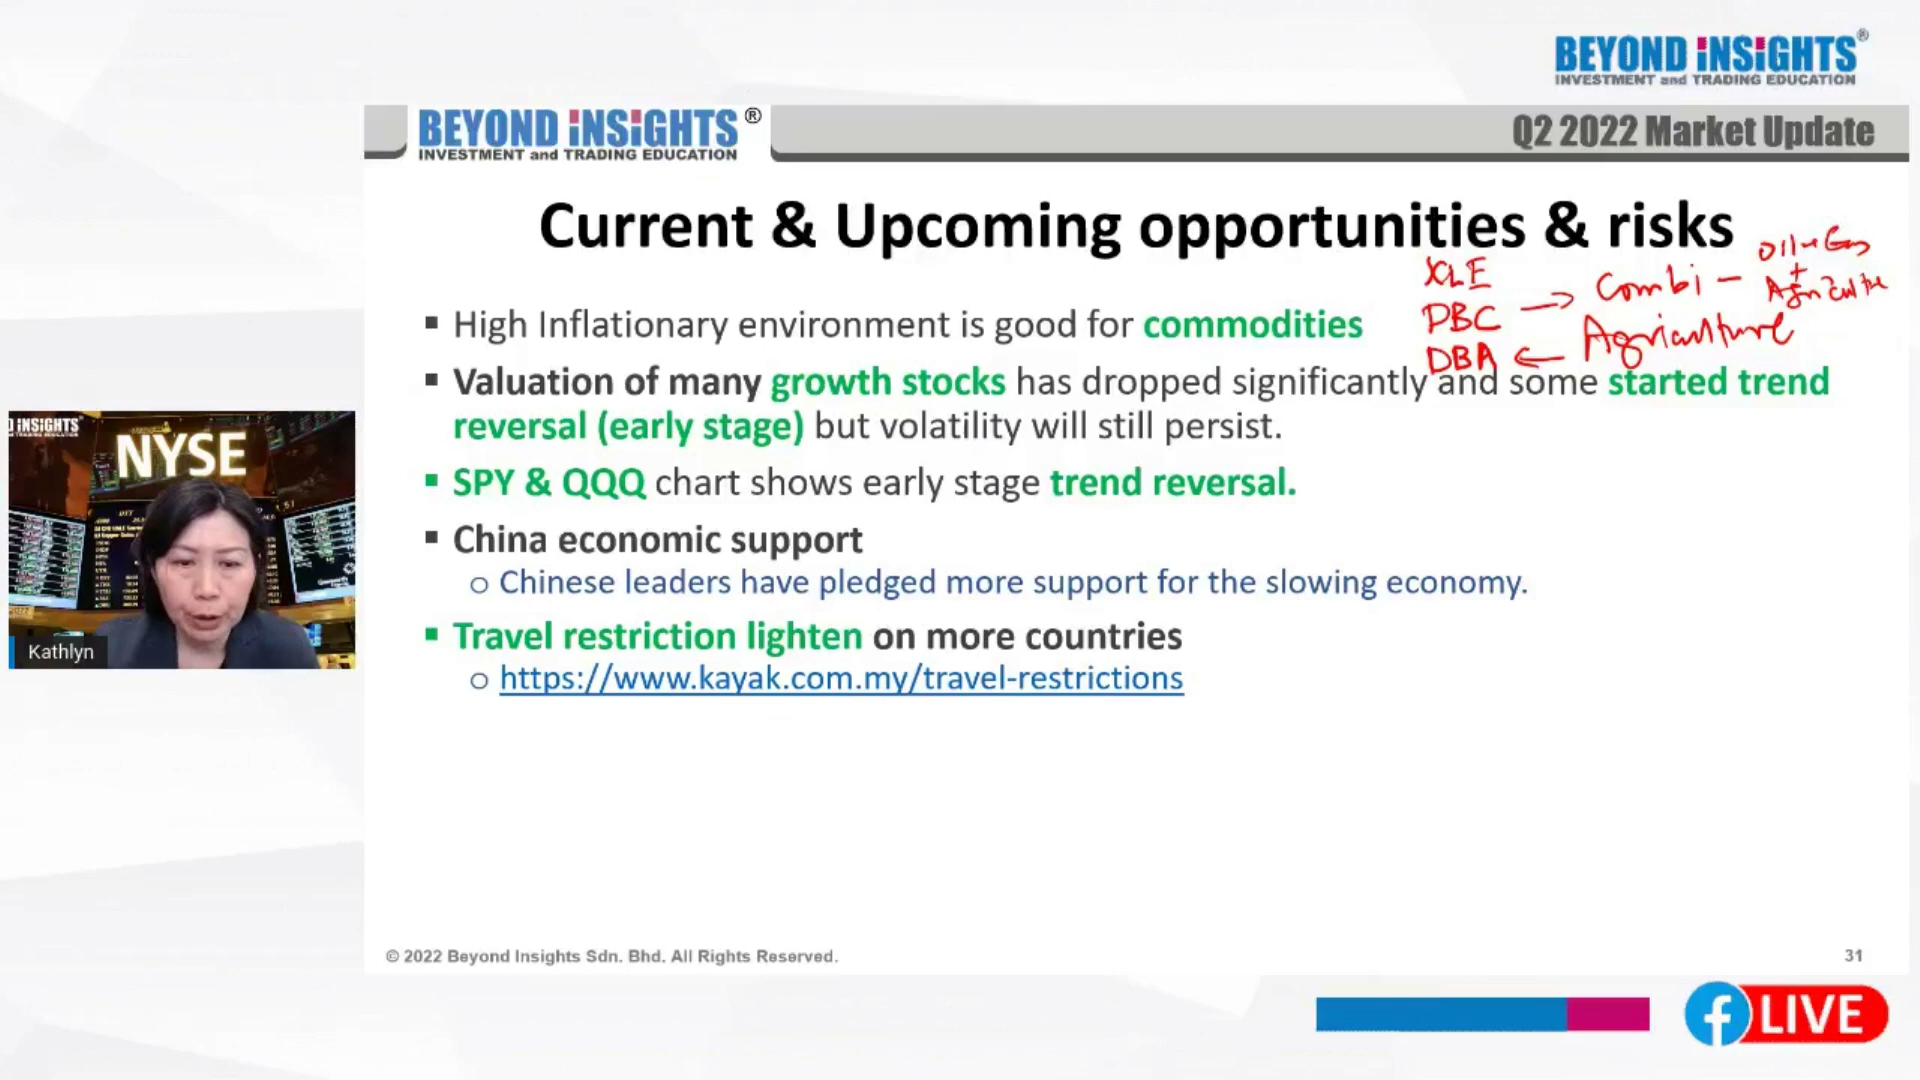 BEYOND iNSiGHTS®
INVESTMENT and TRADING EDUCATION
BEYOND iNSiGHTS®
INVESTMENT and TRADING EDUCATION
Q2 2022 Market Update
Current & Upcoming opportunities & risks
XLE
DBC → Combi – Oil & Gas + Agriculture
DBA ← Agriculture
▪ High Inflationary environment is good for commodities
▪ Valuation of many growth stocks has dropped significantly and some started trend
reversal (early stage) but volatility will still persist.
▪ SPY & QQQ chart shows early stage trend reversal.
▪ China economic support
o Chinese leaders have pledged more support for the slowing economy.
▪ Travel restriction lighten on more countries
o https://www.kayak.com.my/travel-restrictions
iNSiGHTS
NYSE
Kathlyn
© 2022 Beyond Insights Sdn. Bhd. All Rights Reserved.
31
f LIVE